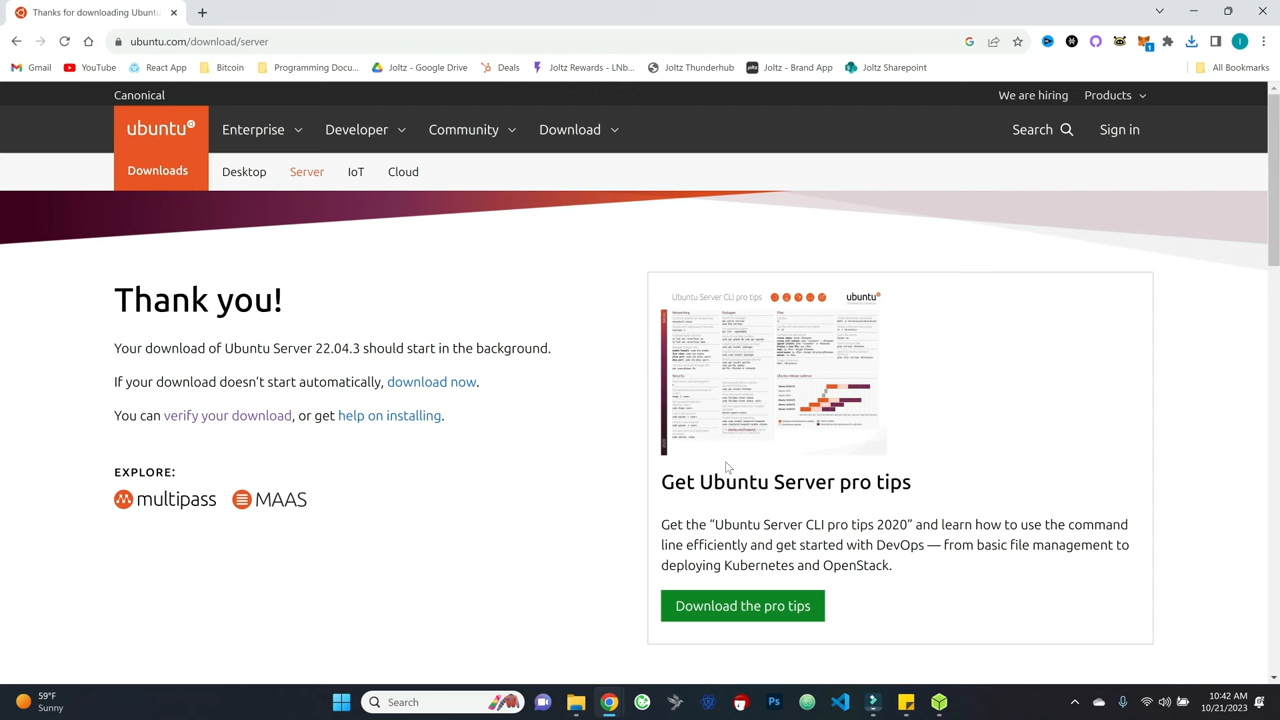 Thanks for downloading Ubuntu
ubuntu.com/download/server
Gmail
YouTube
React App
Bitcoin
Programming Docu...
Joltz - Google Drive
Deals
Joltz Rewards - LNb...
Joltz Thunderhub
Joltz - Brand App
Joltz Sharepoint
All Bookmarks
Canonical
We are hiring
Products
ubuntu
Enterprise
Developer
Community
Download
Search
Sign in
Downloads
Desktop
Server
IoT
Cloud
Thank you!
Your download of Ubuntu Server 22.04.3 should start in the background.
If your download doesn't start automatically, download now.
You can verify your download, or get help on installing.
EXPLORE:
multipass
MAAS
Ubuntu Server CLI pro tips
ubuntu
Networking
Packages
Files
Security
Get Ubuntu Server pro tips
Get the “Ubuntu Server CLI pro tips 2020” and learn how to use the command
line efficiently and get started with DevOps — from basic file management to
deploying Kubernetes and OpenStack.
Download the pro tips
59°F
Sunny
Search
10:42 AM
10/21/2023